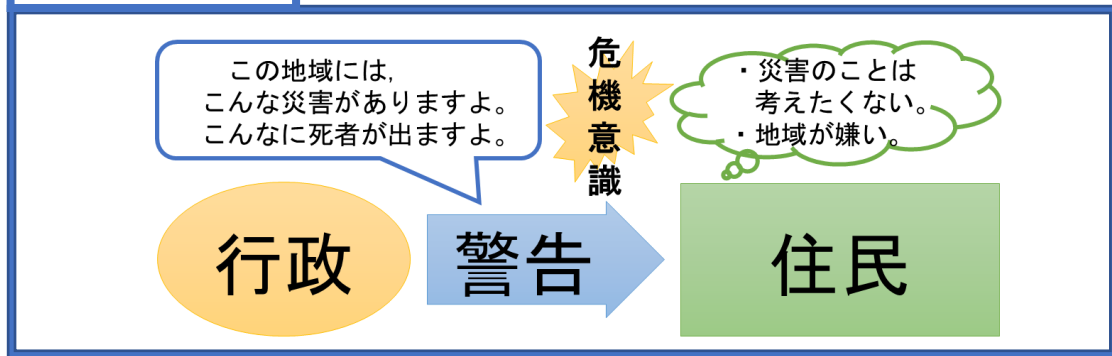 この地域には,
こんな災害がありますよ。
こんなに死者が出ますよ。
危機意識
・災害のことは
考えたくない。
・地域が嫌い。
行政
警告
住民